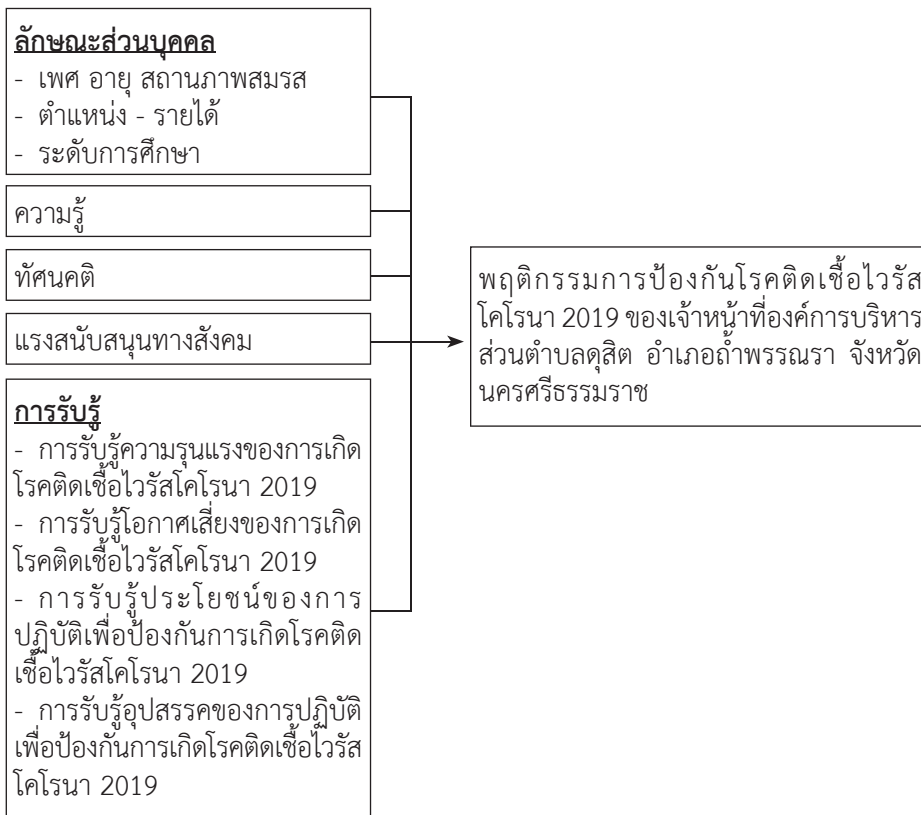 ลักษณะส่วนบุคคล
- เพศ อายุ สถานภาพสมรส
- ตำแหน่ง - รายได้
- ระดับการศึกษา
ความรู้
ทัศนคติ
แรงสนับสนุนทางสังคม
การรับรู้
- การรับรู้ความรุนแรงของการเกิด
โรคติดเชื้อไวรัสโคโรนา 2019
- การรับรู้โอกาสเสี่ยงของการเกิด
โรคติดเชื้อไวรัสโคโรนา 2019
- การรับรู้ประโยชน์ของการ
ปฏิบัติเพื่อป้องกันการเกิดโรคติด
เชื้อไวรัสโคโรนา 2019
- การรับรู้อุปสรรคของการปฏิบัติ
เพื่อป้องกันการเกิดโรคติดเชื้อไวรัส
โคโรนา 2019
พฤติกรรมการป้องกันโรคติดเชื้อไวรัส
โคโรนา 2019 ของเจ้าหน้าที่องค์การบริหาร
ส่วนตำบลดุสิต อำเภอถ้ำพรรณรา จังหวัด
นครศรีธรรมราช